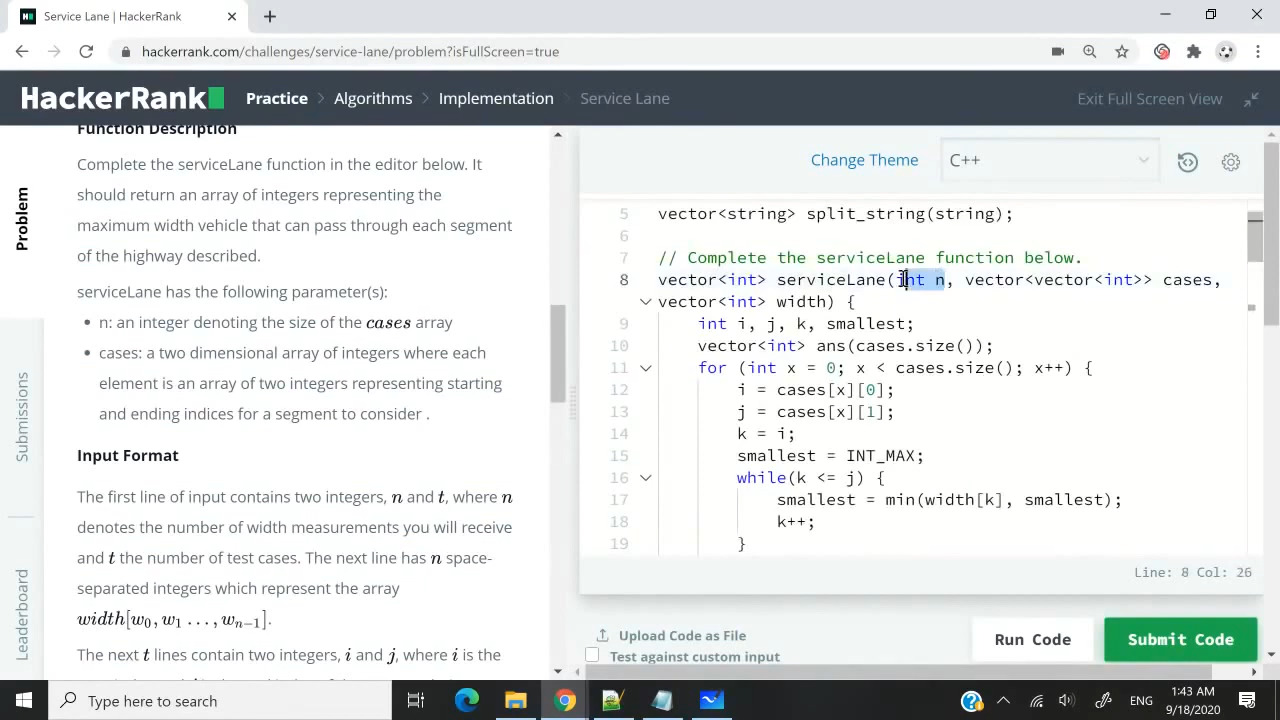 Service Lane | HackerRank
hackerrank.com/challenges/service-lane/problem?isFullScreen=true
HackerRank
Practice > Algorithms > Implementation > Service Lane
Exit Full Screen View
Problem
Submissions
Leaderboard
Function Description
Complete the serviceLane function in the editor below. It
should return an array of integers representing the
maximum width vehicle that can pass through each segment
of the highway described.
serviceLane has the following parameter(s):
• n: an integer denoting the size of the cases array
• cases: a two dimensional array of integers where each
element is an array of two integers representing starting
and ending indices for a segment to consider .
Input Format
The first line of input contains two integers, n and t, where n
denotes the number of width measurements you will receive
and t the number of test cases. The next line has n space-
separated integers which represent the array
width[w0, w1 . . . , wn−1].
The next t lines contain two integers, i and j, where i is the
Change Theme
C++
5 vector<string> split_string(string);
6
7 // Complete the serviceLane function below.
8 vector<int> serviceLane(int n, vector<vector<int>> cases,
vector<int> width) {
9 int i, j, k, smallest;
10 vector<int> ans(cases.size());
11 for (int x = 0; x < cases.size(); x++) {
12 i = cases[x][0];
13 j = cases[x][1];
14 k = i;
15 smallest = INT_MAX;
16 while(k <= j) {
17 smallest = min(width[k], smallest);
18 k++;
19 }
Line: 8 Col: 26
Upload Code as File
Test against custom input
Run Code
Submit Code
Type here to search
ENG
1:43 AM
9/18/2020